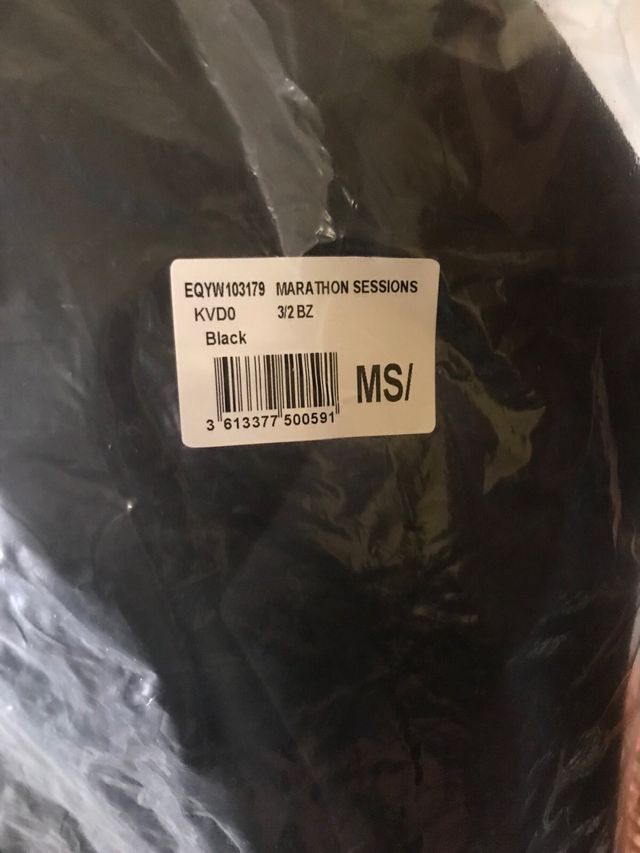 EQYW103179 MARATHON SESSIONS
KVD0 3/2 BZ
Black
MS/
3 613377 500591